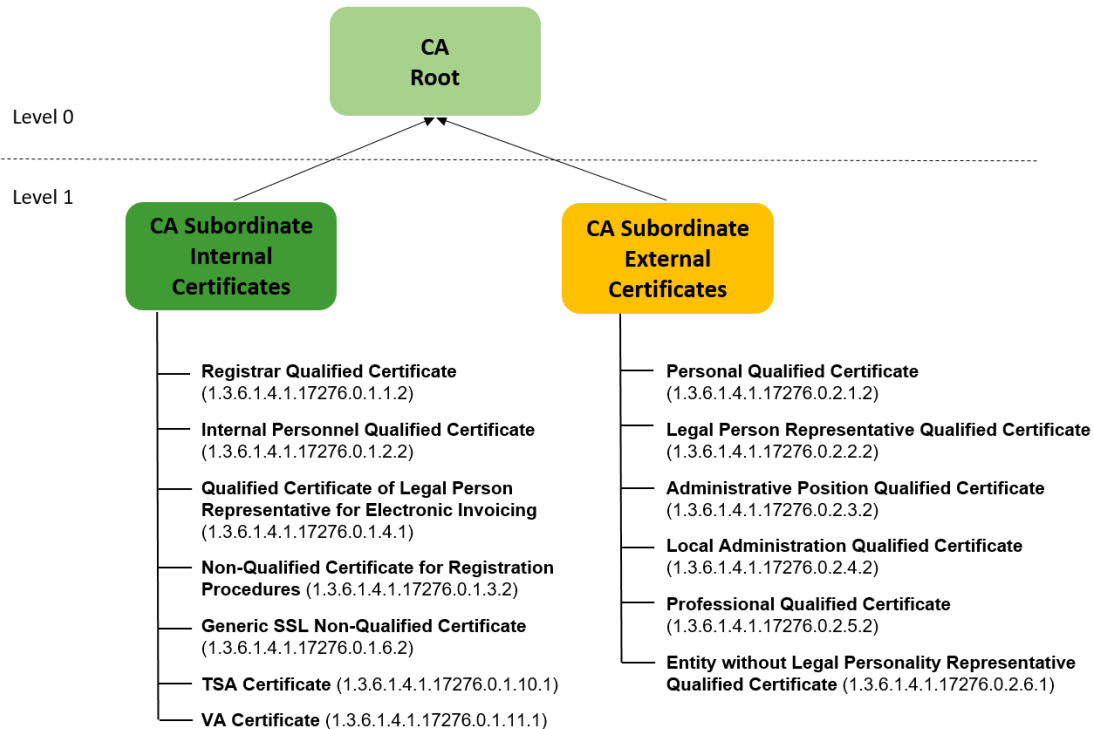 CA
Root
Level 0
Level 1
CA Subordinate
Internal
Certificates
Registrar Qualified Certificate
(1.3.6.1.4.1.17276.0.1.1.2)
Internal Personnel Qualified Certificate
(1.3.6.1.4.1.17276.0.1.2.2)
Qualified Certificate of Legal Person
Representative for Electronic Invoicing
(1.3.6.1.4.1.17276.0.1.4.1)
Non-Qualified Certificate for Registration
Procedures (1.3.6.1.4.1.17276.0.1.3.2)
Generic SSL Non-Qualified Certificate
(1.3.6.1.4.1.17276.0.1.6.2)
TSA Certificate (1.3.6.1.4.1.17276.0.1.10.1)
VA Certificate (1.3.6.1.4.1.17276.0.1.11.1)
CA Subordinate
External
Certificates
Personal Qualified Certificate
(1.3.6.1.4.1.17276.0.2.1.2)
Legal Person Representative Qualified Certificate
(1.3.6.1.4.1.17276.0.2.2.2)
Administrative Position Qualified Certificate
(1.3.6.1.4.1.17276.0.2.3.2)
Local Administration Qualified Certificate
(1.3.6.1.4.1.17276.0.2.4.2)
Professional Qualified Certificate
(1.3.6.1.4.1.17276.0.2.5.2)
Entity without Legal Personality Representative
Qualified Certificate (1.3.6.1.4.1.17276.0.2.6.1)